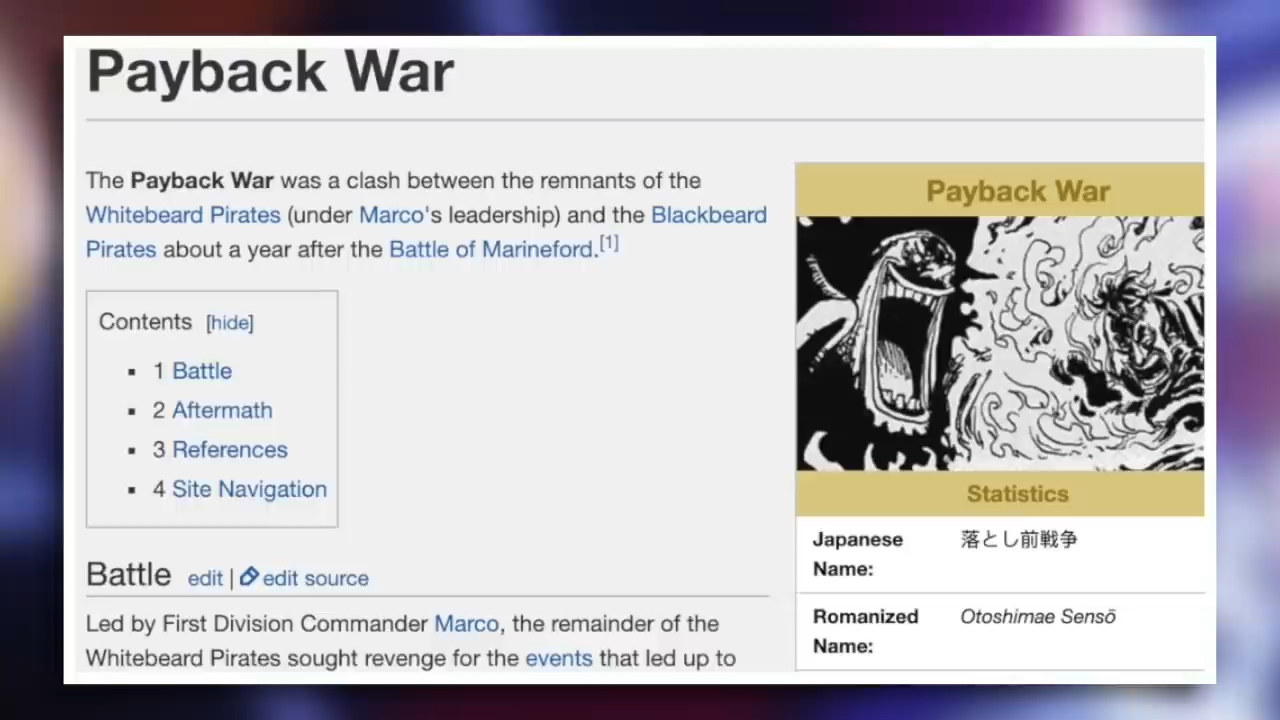 Payback War
The Payback War was a clash between the remnants of the
Whitebeard Pirates (under Marco's leadership) and the Blackbeard
Pirates about a year after the Battle of Marineford.[1]
Contents [hide]
▪ 1 Battle
▪ 2 Aftermath
▪ 3 References
▪ 4 Site Navigation
Battle edit | edit source
Led by First Division Commander Marco, the remainder of the
Whitebeard Pirates sought revenge for the events that led up to
Payback War
Statistics
Japanese Name: 落とし前戦争
Romanized Name: Otoshimae Sensō